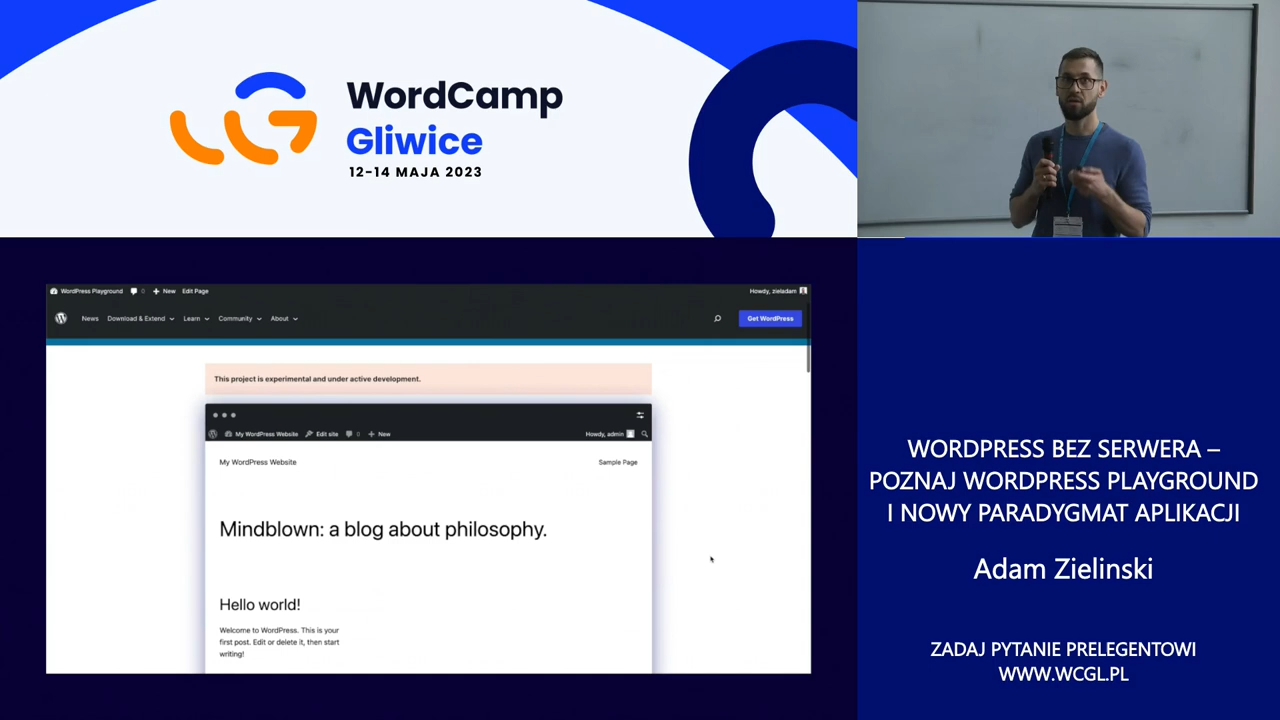 WordCamp
Gliwice
12-14 MAJA 2023
WordPress Playground 0 New Edit Page Howdy, zieladam
News Download & Extend Learn Community About Get WordPress
This project is experimental and under active development.
My WordPress Website Edit site 0 New Howdy, admin
My WordPress Website Sample Page
Mindblown: a blog about philosophy.
Hello world!
Welcome to WordPress. This is your
first post. Edit or delete it, then start
writing!
WORDPRESS BEZ SERWERA –
POZNAJ WORDPRESS PLAYGROUND
I NOWY PARADYGMAT APLIKACJI
Adam Zielinski
ZADAJ PYTANIE PRELEGENTOWI
WWW.WCGL.PL